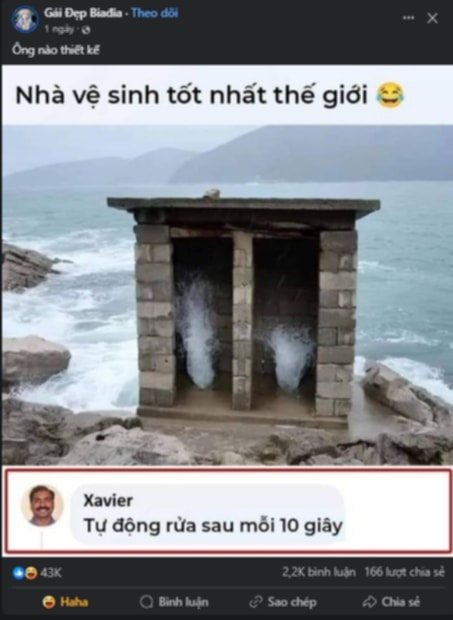 Gái Đẹp Biađia · Theo dõi
1 ngày ·
Ông nào thiết kế
Nhà vệ sinh tốt nhất thế giới 😂
Xavier
Tự động rửa sau mỗi 10 giây
43K
2,2K bình luận 166 lượt chia sẻ
Haha
Bình luận
Sao chép
Chia sẻ